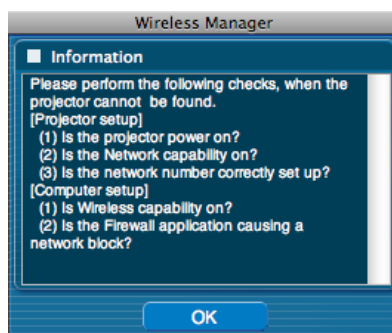 Wireless Manager
Information
Please perform the following checks, when the
projector cannot be found.
[Projector setup]
(1) Is the projector power on?
(2) Is the Network capability on?
(3) Is the network number correctly set up?
[Computer setup]
(1) Is Wireless capability on?
(2) Is the Firewall application causing a
network block?
OK